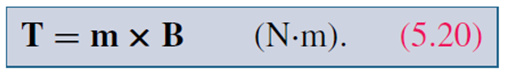 T = m × B (N·m). (5.20)